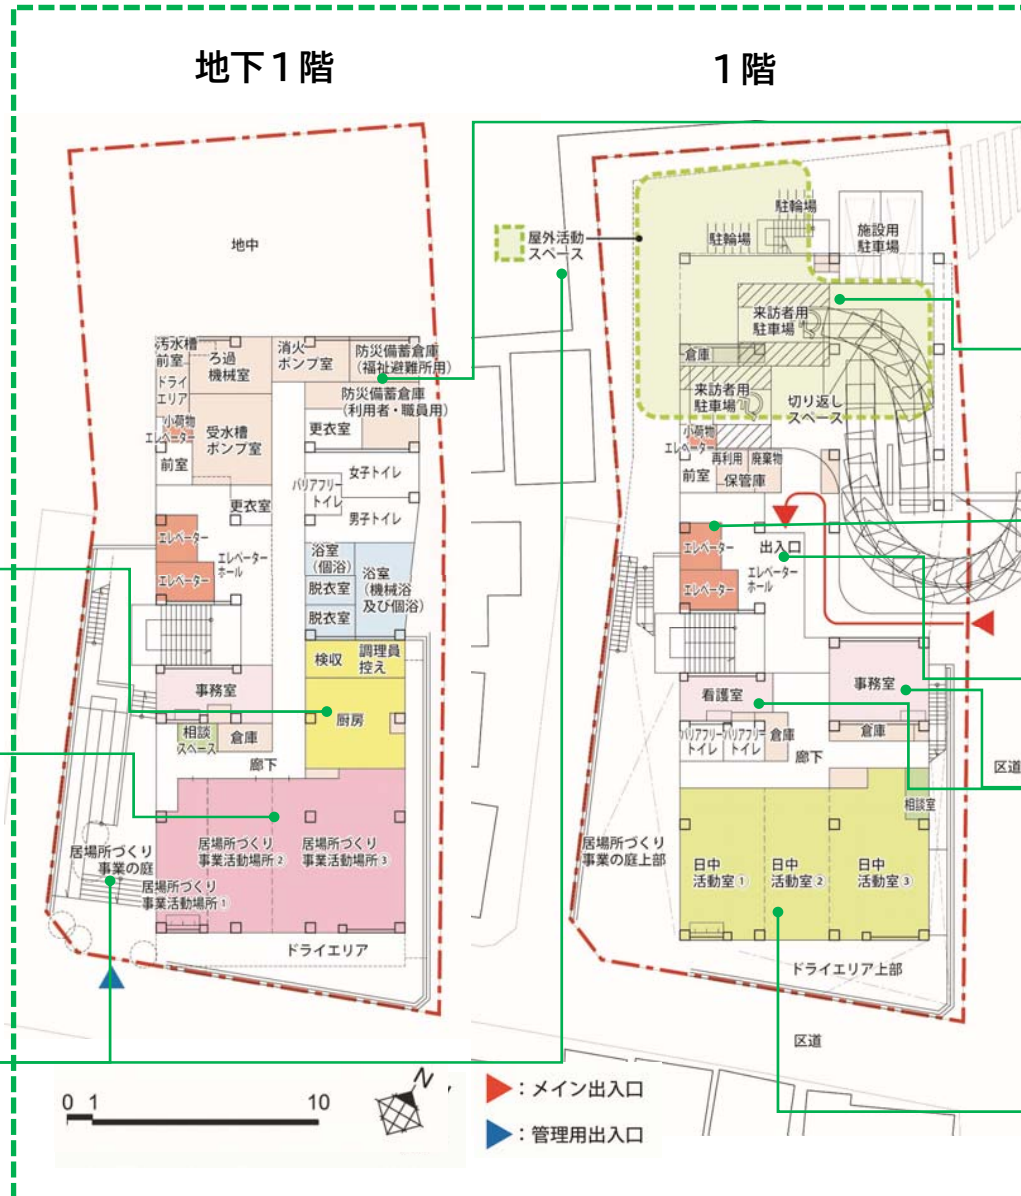 地下１階
地中
汚水槽
前室
ろ過
機械室
消火
ポンプ室
防災備蓄倉庫
（福祉避難所用）
ドライ
エリア
防災備蓄倉庫
（利用者・職員用）
小荷物
エレベーター
受水槽
ポンプ室
更衣室
前室
女子トイレ
バリアフリー
トイレ
更衣室
男子トイレ
エレベーター
エレベーター
ホール
浴室
（個浴）
浴室
（機械浴
及び個浴）
エレベーター
脱衣室
脱衣室
検収
調理員
控え
事務室
厨房
相談
スペース
倉庫
廊下
居場所づくり
事業活動場所２
居場所づくり
事業活動場所３
居場所づくり
事業の庭
居場所づくり
事業活動場所１
ドライエリア
１階
屋外活動
スペース
駐輪場
駐輪場
施設用
駐車場
来訪者用
駐車場
倉庫
来訪者用
駐車場
切り返し
スペース
小荷物
エレベーター
前室
再利用
廃棄物
保管庫
エレベーター
出入口
エレベーター
ホール
エレベーター
看護室
事務室
バリアフリー
トイレ
バリアフリー
トイレ
倉庫
倉庫
廊下
区道
相談室
居場所づくり
事業の庭上部
日中
活動室１
日中
活動室２
日中
活動室３
ドライエリア上部
区道
0 1 10
N
：メイン出入口
：管理用出入口